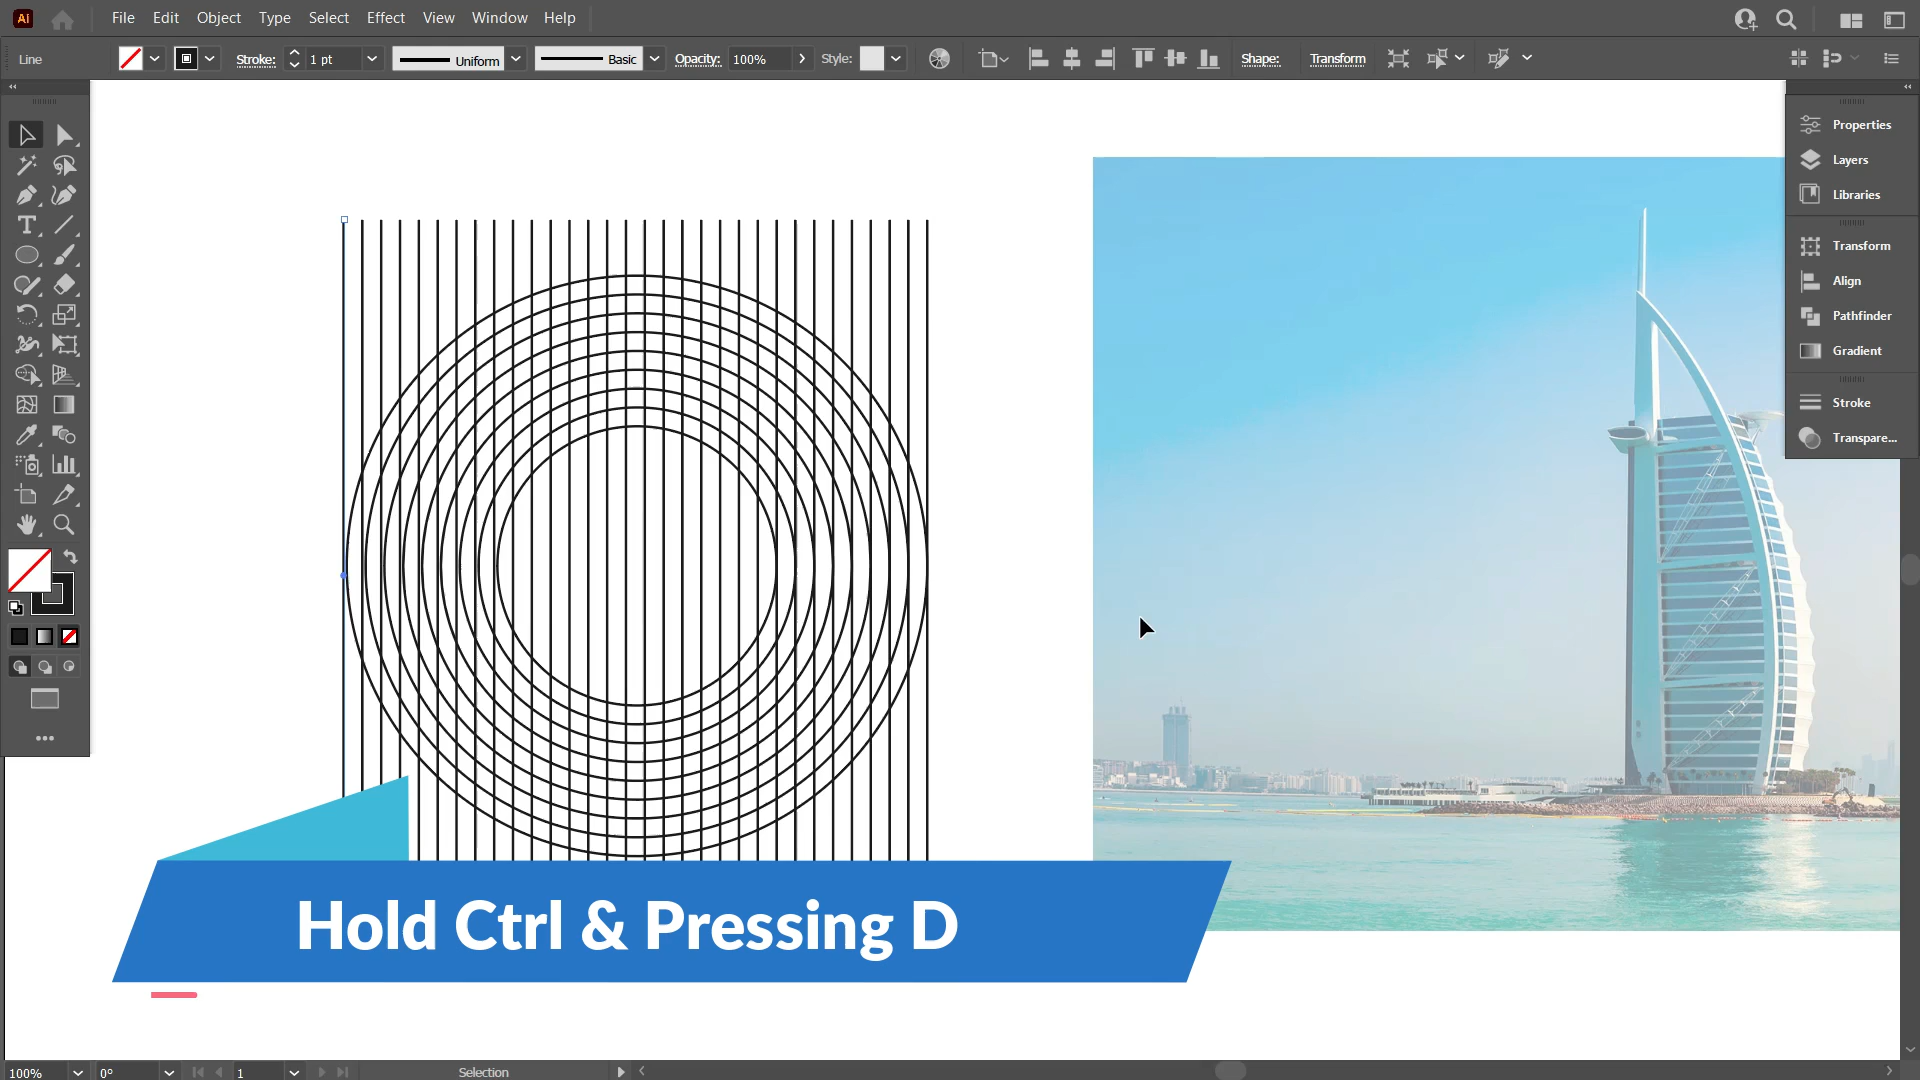 Ai File Edit Object Type Select Effect View Window Help
Line Stroke: 1 pt Uniform Basic Opacity: 100% Style: Shape: Transform
Properties
Layers
Libraries
Transform
Align
Pathfinder
Gradient
Stroke
Transpare...
Hold Ctrl & Pressing D
100% 0° 1 Selection